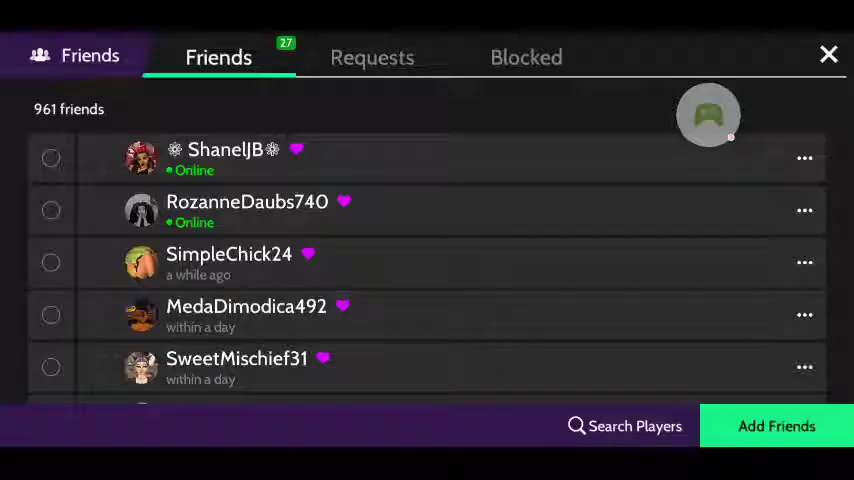 Friends
Friends
27
Requests
Blocked
961 friends
❀ ShanelJB❀
Online
RozanneDaubs740
Online
SimpleChick24
a while ago
MedaDimodica492
within a day
SweetMischief31
within a day
Search Players
Add Friends